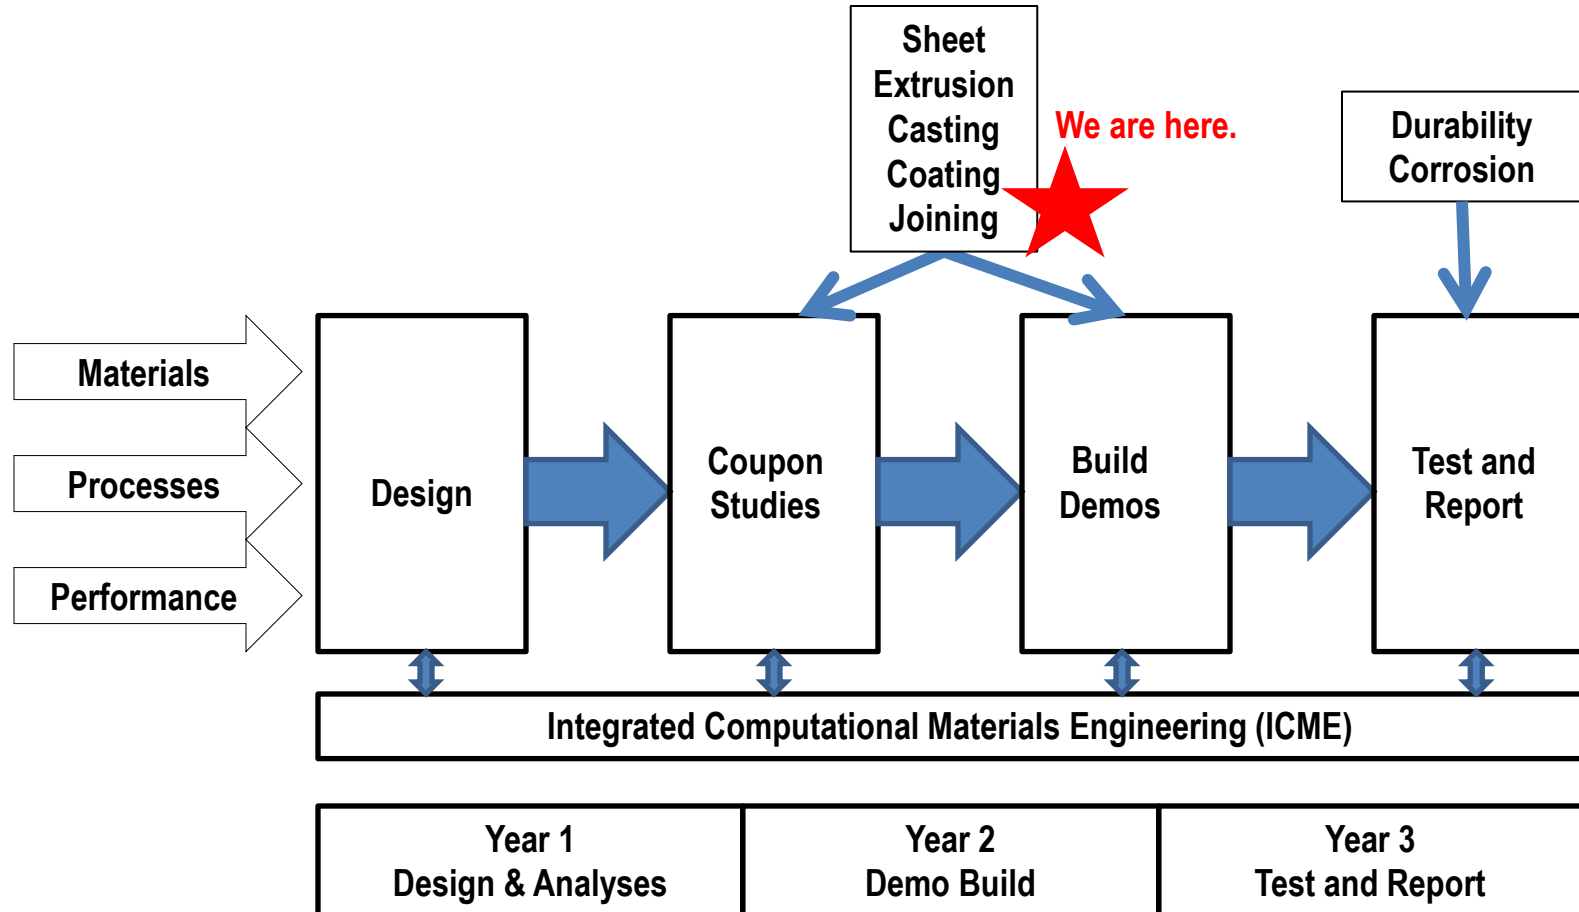 Sheet
Extrusion
Casting
Coating
Joining
We are here.
Durability
Corrosion
Materials
Processes
Performance
Design
Coupon
Studies
Build
Demos
Test and
Report
Integrated Computational Materials Engineering (ICME)
Year 1
Design & Analyses
Year 2
Demo Build
Year 3
Test and Report